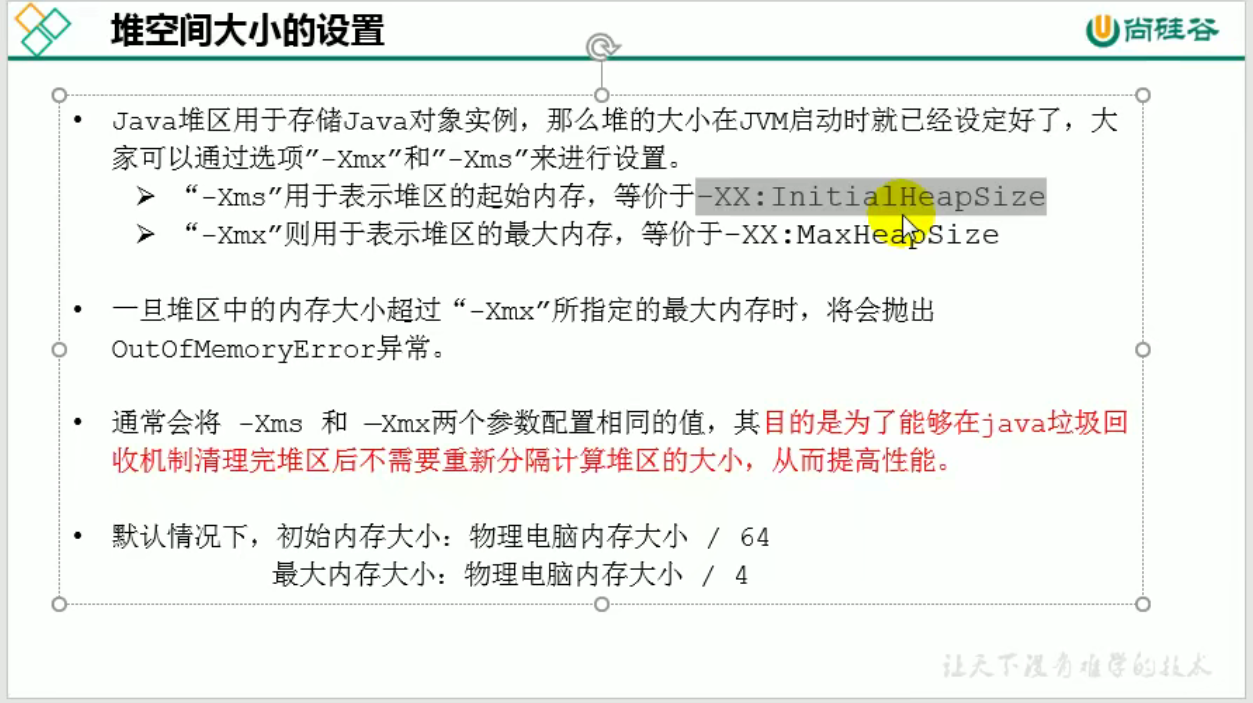 堆空间大小的设置
尚硅谷
• Java堆区用于存储Java对象实例，那么堆的大小在JVM启动时就已经设定好了，大
家可以通过选项"-Xmx"和"-Xms"来进行设置。
➢ “-Xms"用于表示堆区的起始内存，等价于-XX:InitialHeapSize
➢ “-Xmx"则用于表示堆区的最大内存，等价于-XX:MaxHeapSize
• 一旦堆区中的内存大小超过“-Xmx"所指定的最大内存时，将会抛出
OutOfMemoryError异常。
• 通常会将 -Xms 和 –Xmx两个参数配置相同的值，其目的是为了能够在java垃圾回
收机制清理完堆区后不需要重新分隔计算堆区的大小，从而提高性能。
• 默认情况下，初始内存大小：物理电脑内存大小 / 64
最大内存大小：物理电脑内存大小 / 4
让天下没有难学的技术